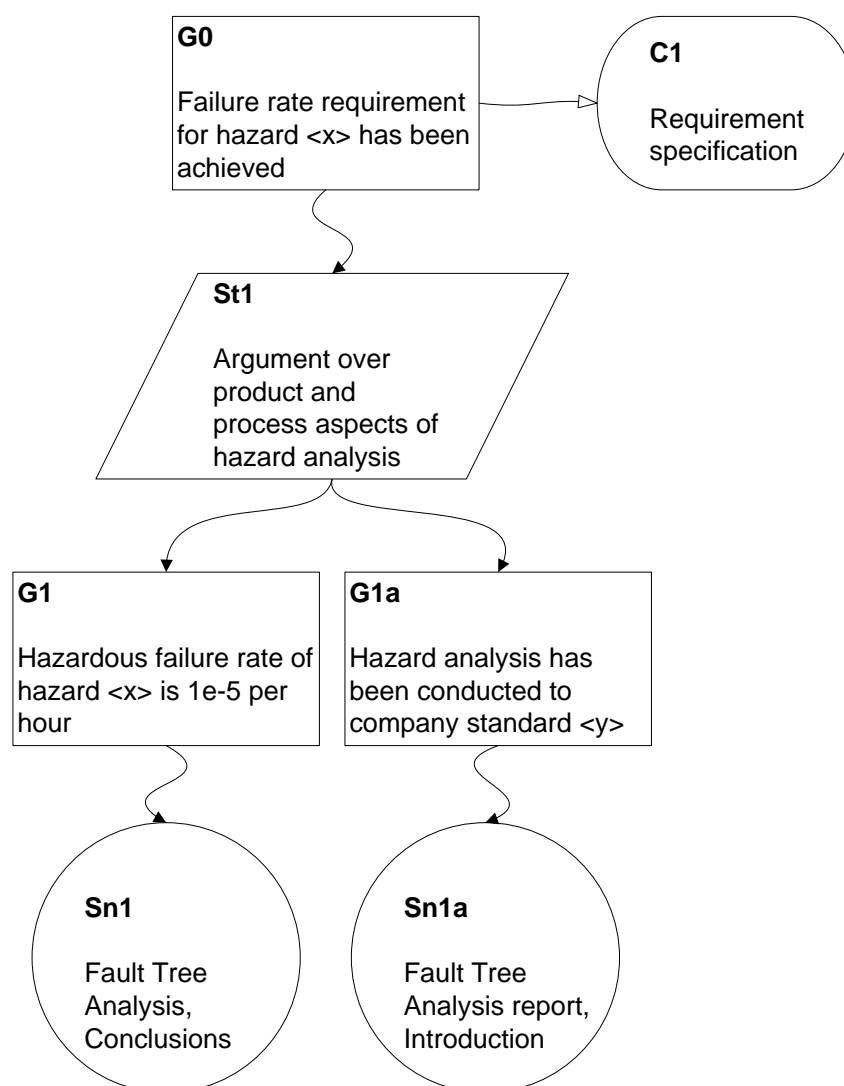 G0
Failure rate requirement
for hazard <x> has been
achieved
C1
Requirement
specification
St1
Argument over
product and
process aspects of
hazard analysis
G1
Hazardous failure rate of
hazard <x> is 1e-5 per
hour
G1a
Hazard analysis has
been conducted to
company standard <y>
Sn1
Fault Tree
Analysis,
Conclusions
Sn1a
Fault Tree
Analysis report,
Introduction